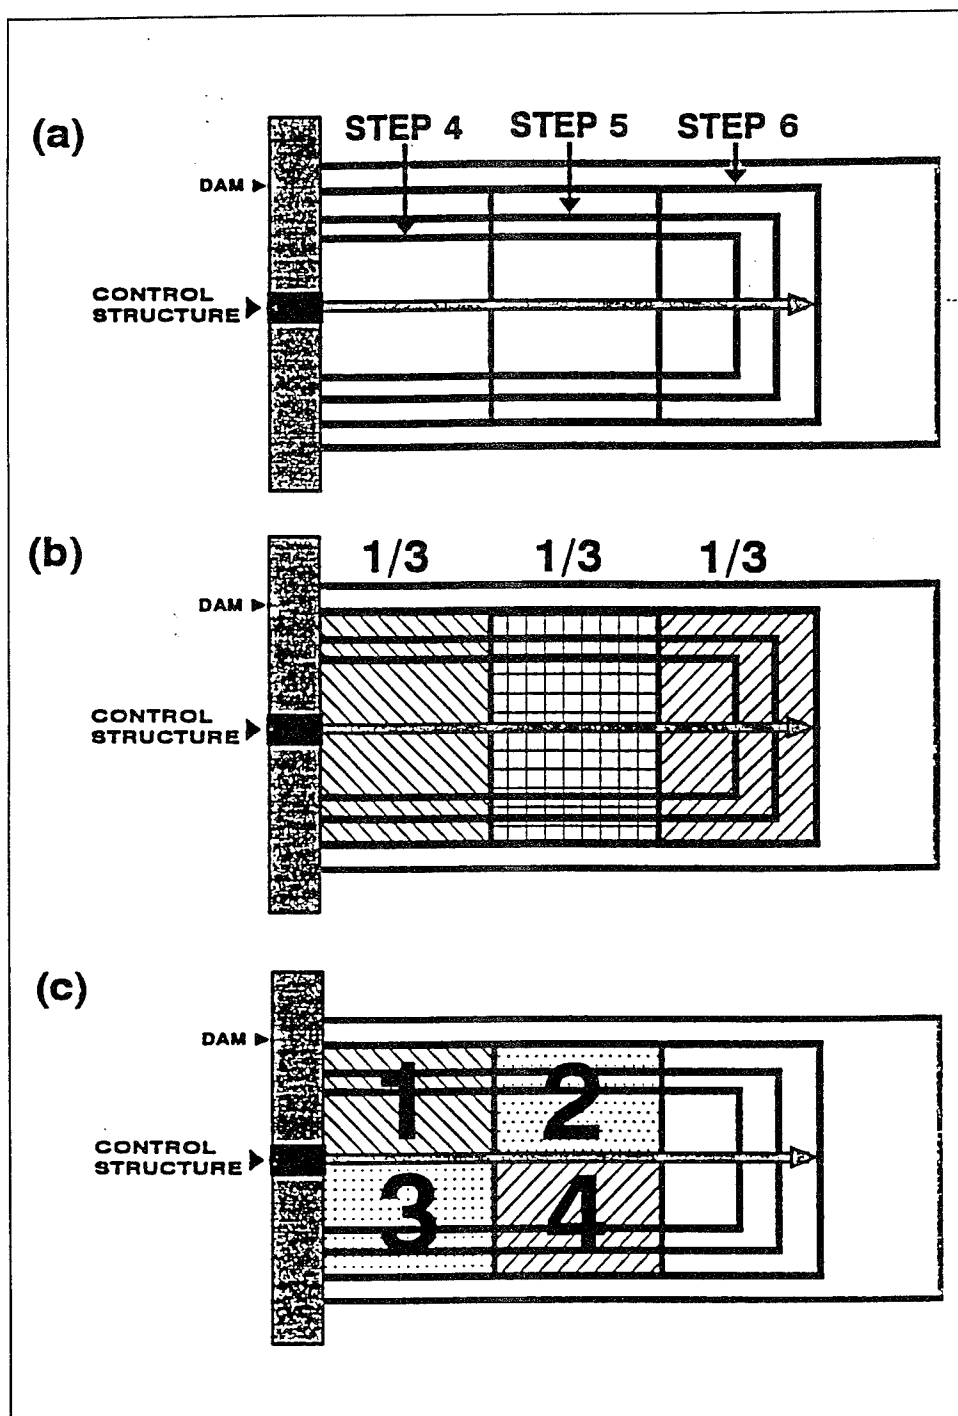 (a)
STEP 4 STEP 5 STEP 6
DAM
CONTROL
STRUCTURE
(b)
1/3 1/3 1/3
DAM
CONTROL
STRUCTURE
(c)
DAM
1 2
CONTROL
STRUCTURE
3 4